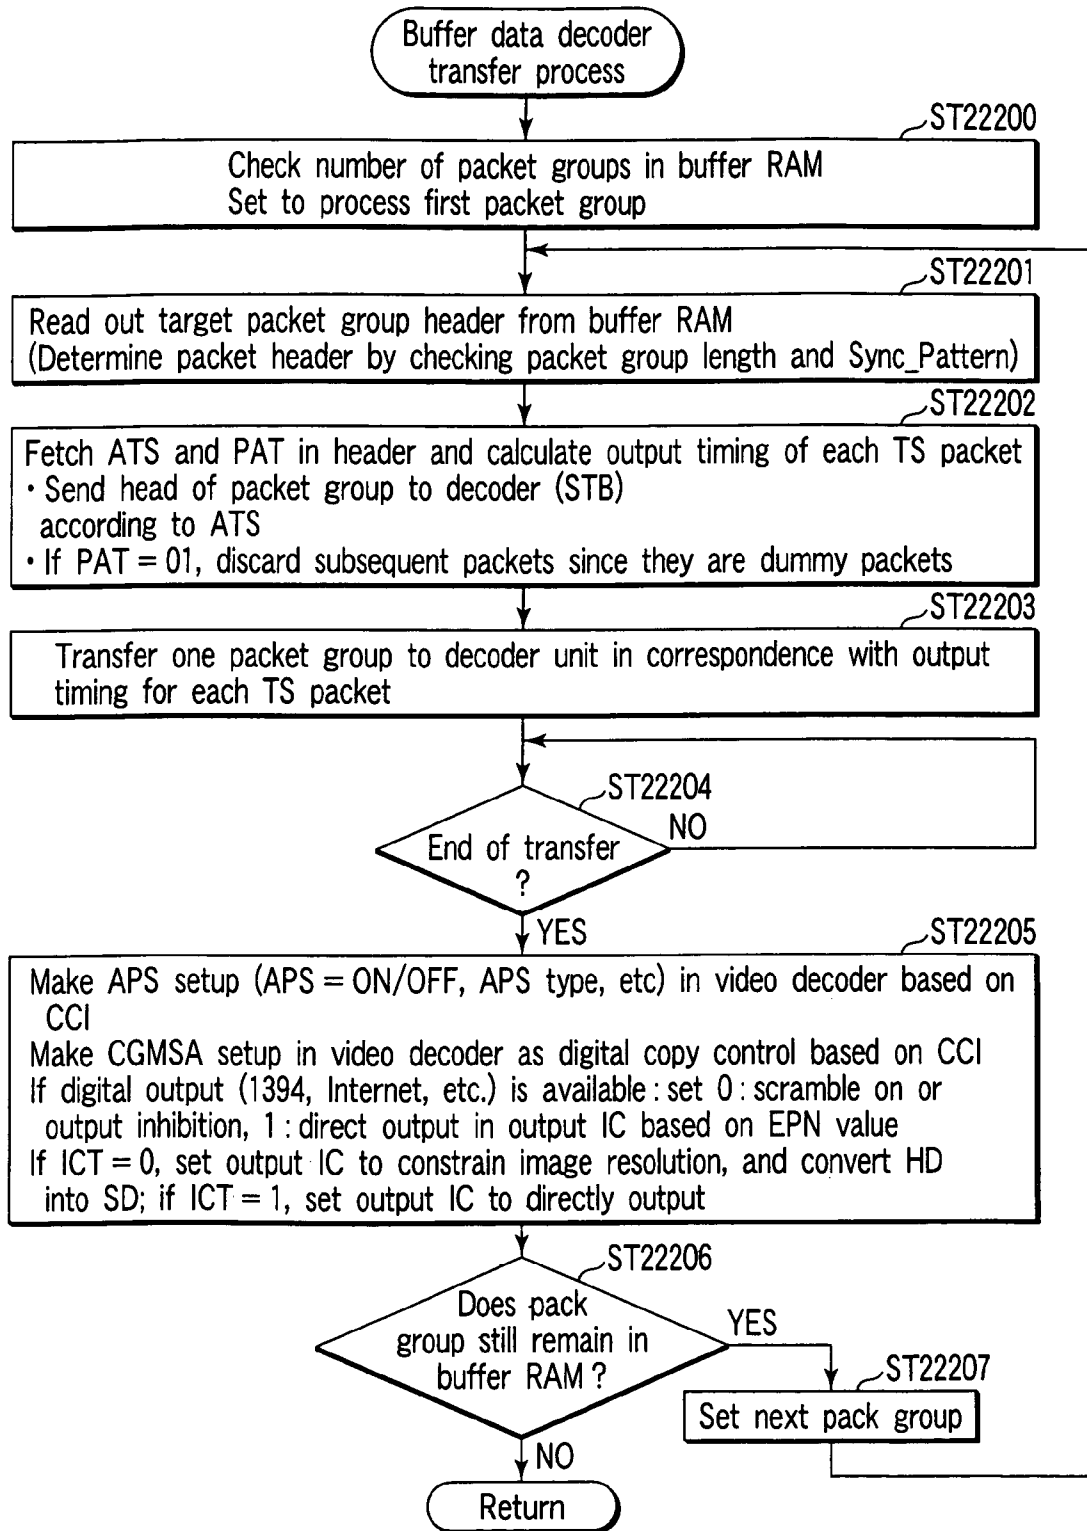 Buffer data decoder
transfer process
ST22200
Check number of packet groups in buffer RAM
Set to process first packet group
ST22201
Read out target packet group header from buffer RAM
(Determine packet header by checking packet group length and Sync_Pattern)
ST22202
Fetch ATS and PAT in header and calculate output timing of each TS packet
・Send head of packet group to decoder (STB)
according to ATS
・If PAT = 01, discard subsequent packets since they are dummy packets
ST22203
Transfer one packet group to decoder unit in correspondence with output
timing for each TS packet
ST22204
NO
End of transfer
?
YES
ST22205
Make APS setup (APS = ON/OFF, APS type, etc) in video decoder based on
CCI
Make CGMSA setup in video decoder as digital copy control based on CCI
If digital output (1394, Internet, etc.) is available : set 0 : scramble on or
output inhibition, 1 : direct output in output IC based on EPN value
If ICT = 0, set output IC to constrain image resolution, and convert HD
into SD; if ICT = 1, set output IC to directly output
ST22206
Does pack
group still remain in
buffer RAM ?
YES
ST22207
Set next pack group
NO
Return